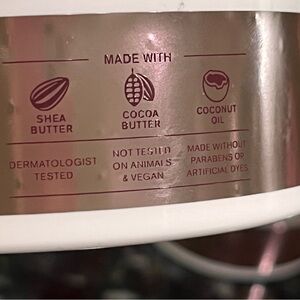 MADE WITH
SHEA
BUTTER
COCOA
BUTTER
COCONUT
OIL
DERMATOLOGIST
TESTED
NOT TESTED
ON ANIMALS
& VEGAN
MADE WITHOUT
PARABENS OR
ARTIFICIAL DYES